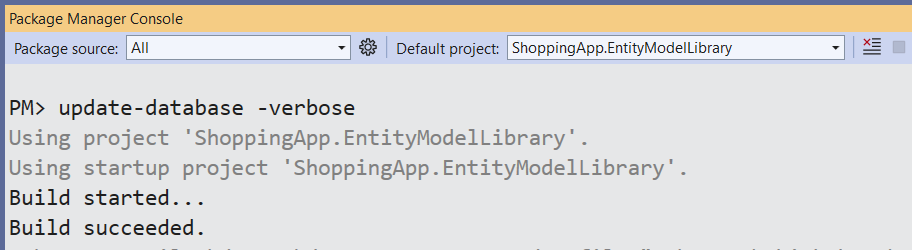 Package Manager Console
Package source: All Default project: ShoppingApp.EntityModelLibrary
PM> update-database -verbose
Using project 'ShoppingApp.EntityModelLibrary'.
Using startup project 'ShoppingApp.EntityModelLibrary'.
Build started...
Build succeeded.